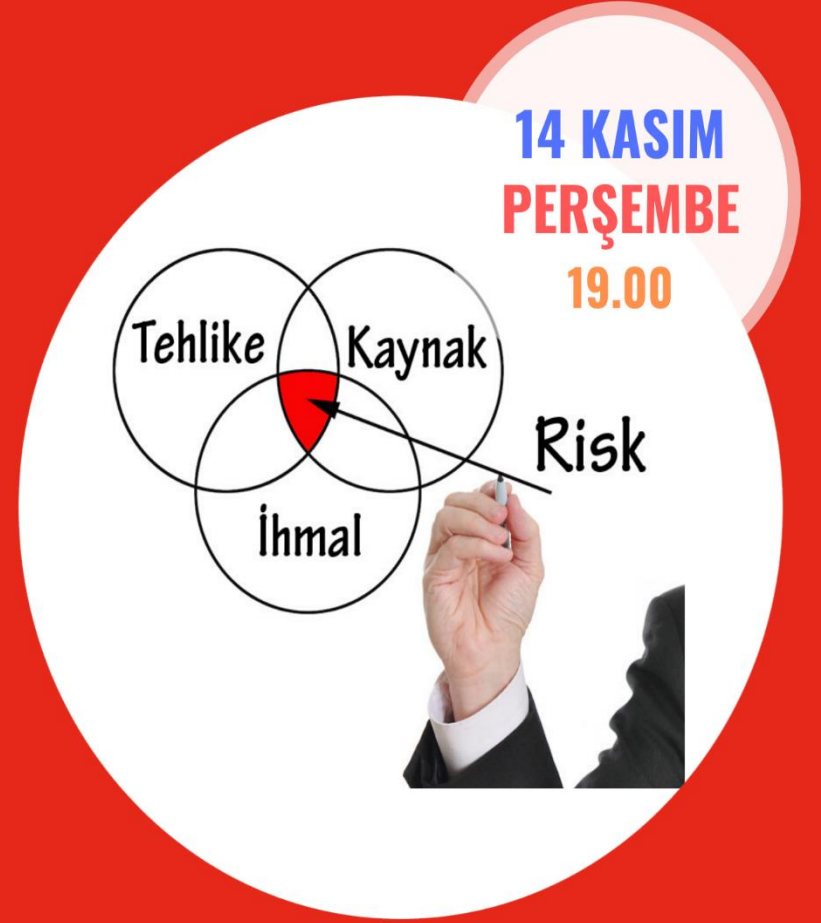 14 KASIM
PERŞEMBE
19.00
Tehlike
Kaynak
Risk
İhmal